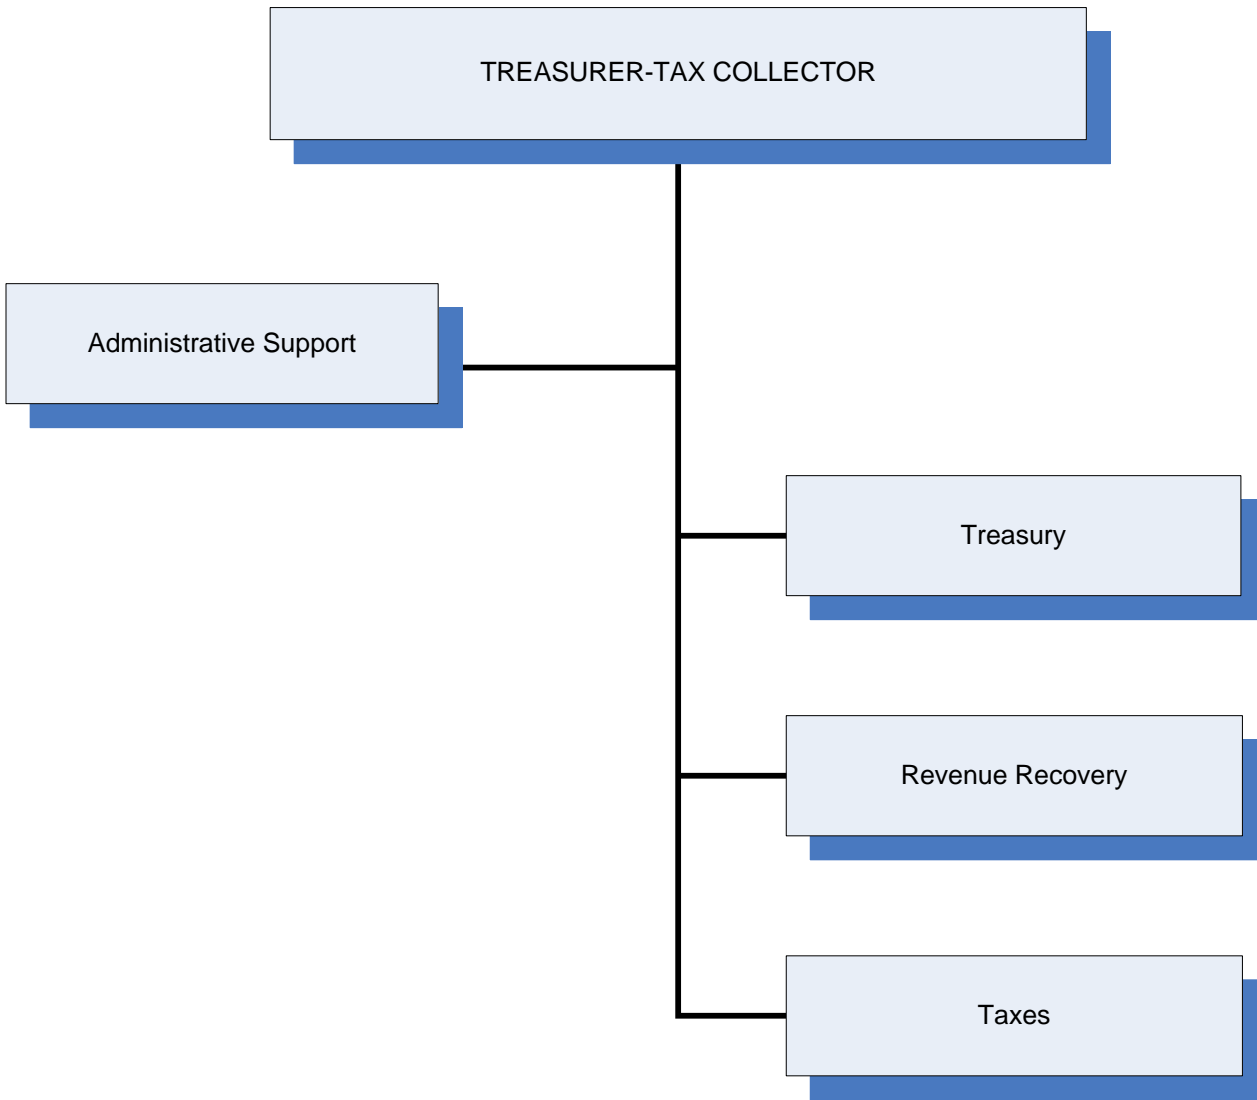 TREASURER-TAX COLLECTOR
Administrative Support
Treasury
Revenue Recovery
Taxes